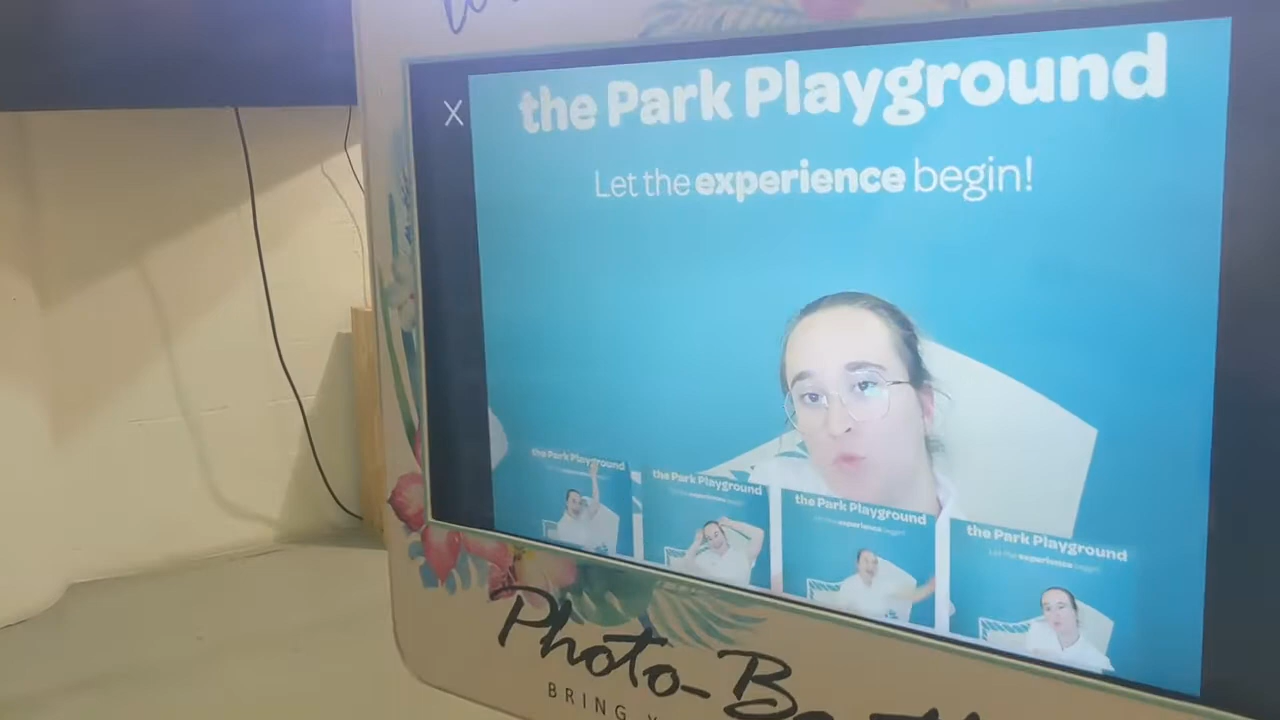 X
the Park Playground
Let the experience begin!
the Park Playground
the Park Playground
the Park Playground
Let the experience begin!
the Park Playground
Let the experience begin!
Photo-Booth
BRING